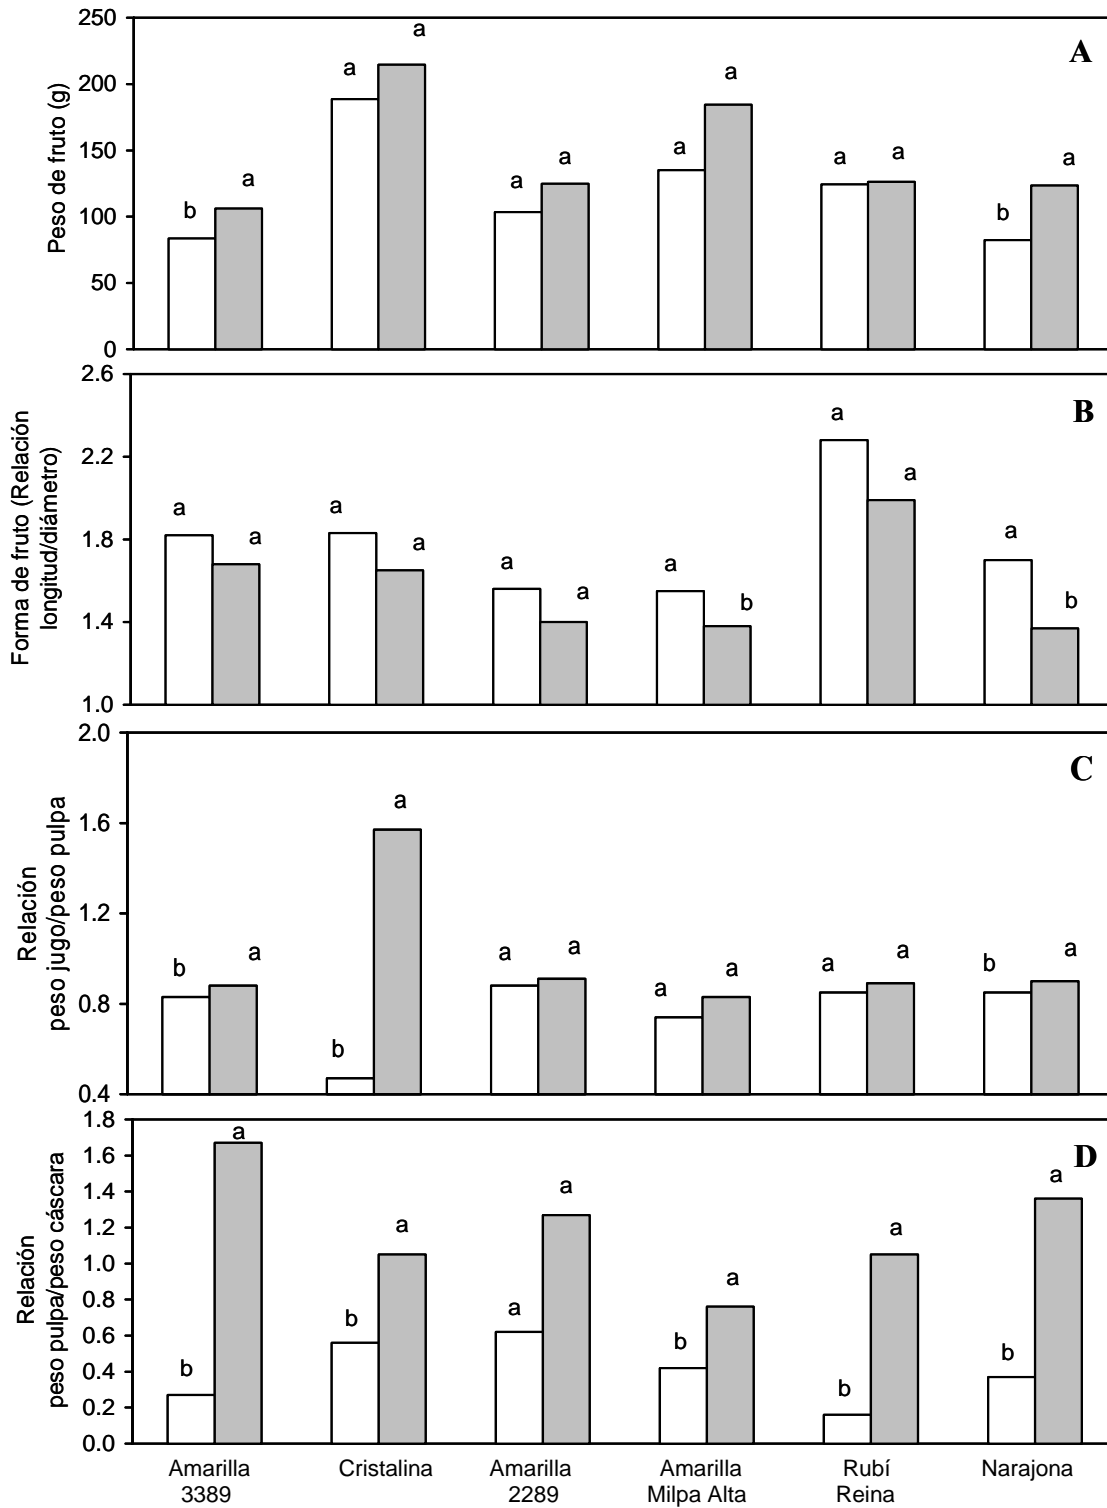 250
200
150
100
50
0
Peso de fruto (g)
A
b
a
a
a
a
a
a
a
a
a
b
a
2.6
2.2
1.8
1.4
1.0
Forma de fruto (Relación
longitud/diámetro)
B
a
a
a
a
a
a
a
b
a
a
a
b
2.0
1.6
1.2
0.8
0.4
Relación
peso jugo/peso pulpa
C
b
a
b
a
a
a
a
a
a
a
b
a
1.8
1.6
1.4
1.2
1.0
0.8
0.6
0.4
0.2
0.0
Relación
peso pulpa/peso cáscara
D
b
a
b
a
a
a
b
a
b
a
b
a
Amarilla
3389
Cristalina
Amarilla
2289
Amarilla
Milpa Alta
Rubí
Reina
Narajona